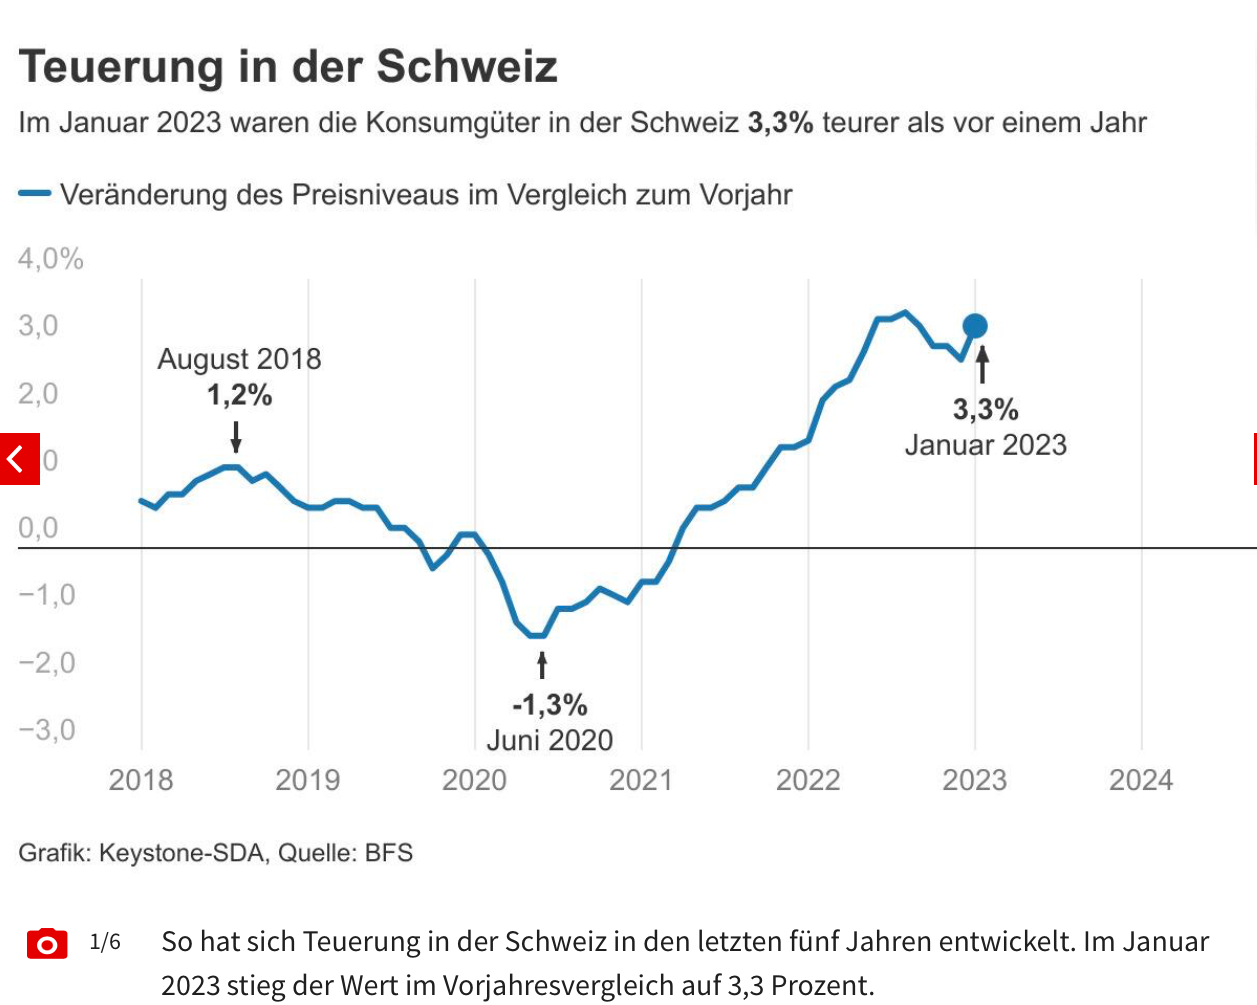 Teuerung in der Schweiz
Im Januar 2023 waren die Konsumgüter in der Schweiz 3,3% teurer als vor einem Jahr
Veränderung des Preisniveaus im Vergleich zum Vorjahr
4,0%
3,0
August 2018
1,2%
2,0
3,3%
Januar 2023
0
0,0
−1,0
−2,0
-1,3%
−3,0
Juni 2020
2018 2019 2020 2021 2022 2023 2024
Grafik: Keystone-SDA, Quelle: BFS
1/6
So hat sich Teuerung in der Schweiz in den letzten fünf Jahren entwickelt. Im Januar
2023 stieg der Wert im Vorjahresvergleich auf 3,3 Prozent.